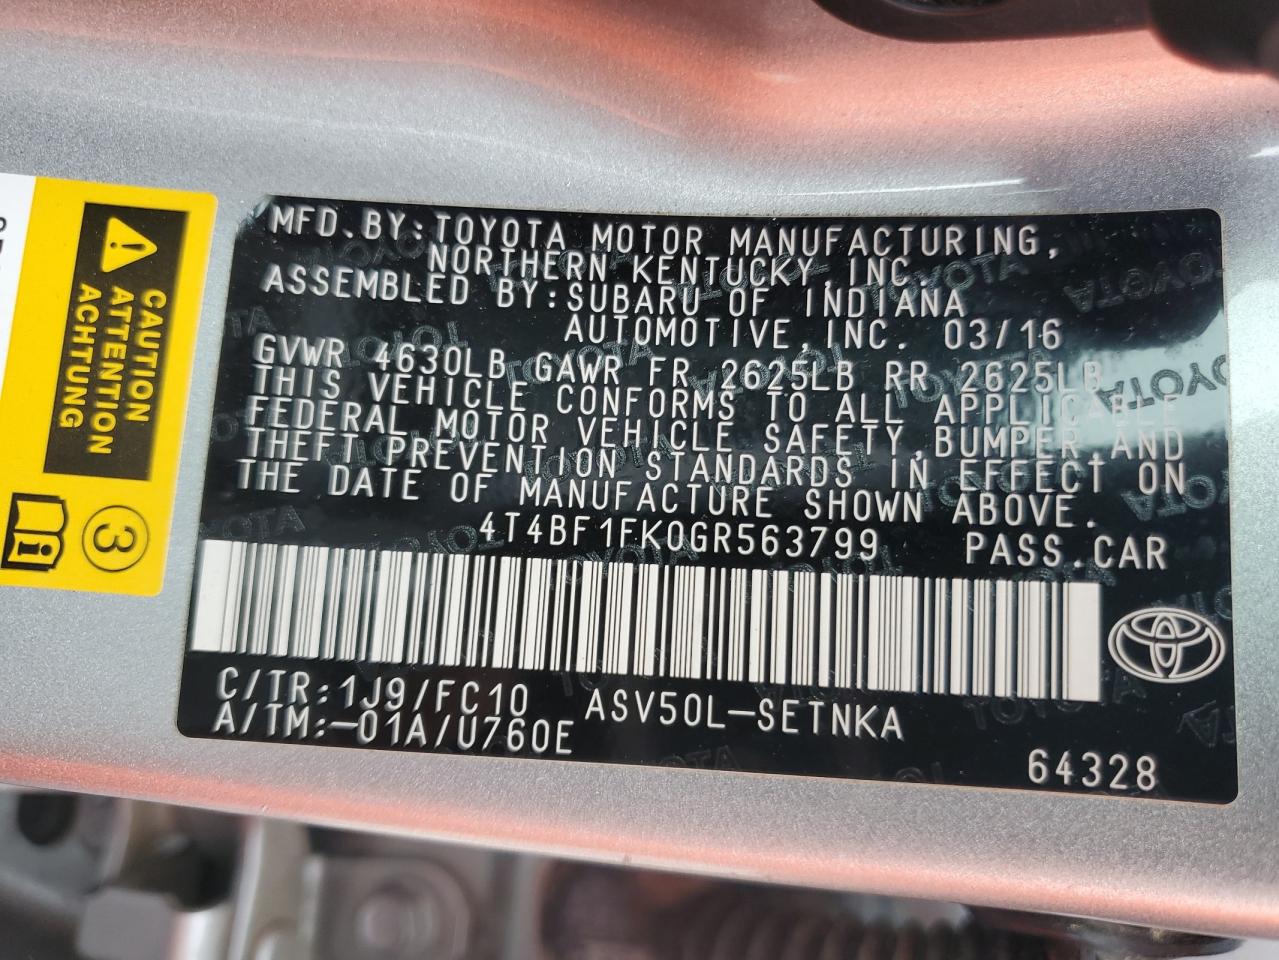 CAUTION
ATTENTION
ACHTUNG
3
i
MFD.BY:TOYOTA MOTOR MANUFACTURING,
NORTHERN KENTUCKY,INC.
ASSEMBLED BY:SUBARU OF INDIANA
AUTOMOTIVE,INC. 03/16
GVWR 4630LB GAWR FR 2625LB RR 2625LB
THIS VEHICLE CONFORMS TO ALL APPLICABLE
FEDERAL MOTOR VEHICLE SAFETY,BUMPER,AND
THEFT PREVENTION STANDARDS IN EFFECT ON
THE DATE OF MANUFACTURE SHOWN ABOVE.
4T4BF1FK0GR563799 PASS.CAR
C/TR:1J9/FC10 ASV50L-SETNKA
A/TM:-01A/U760E
64328